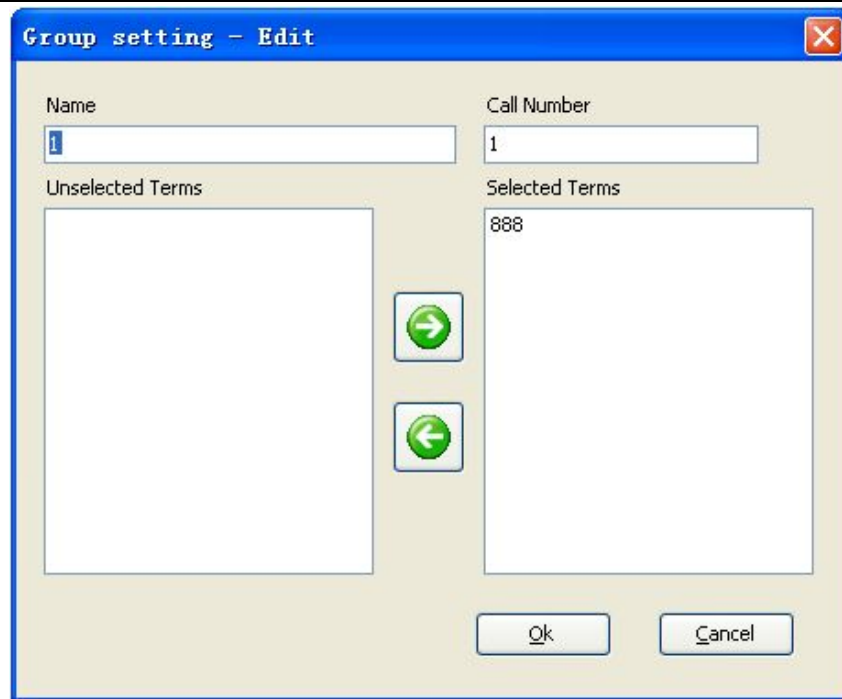 Group setting - Edit
Name
Call Number
1
1
Unselected Terms
Selected Terms
888
Ok
Cancel